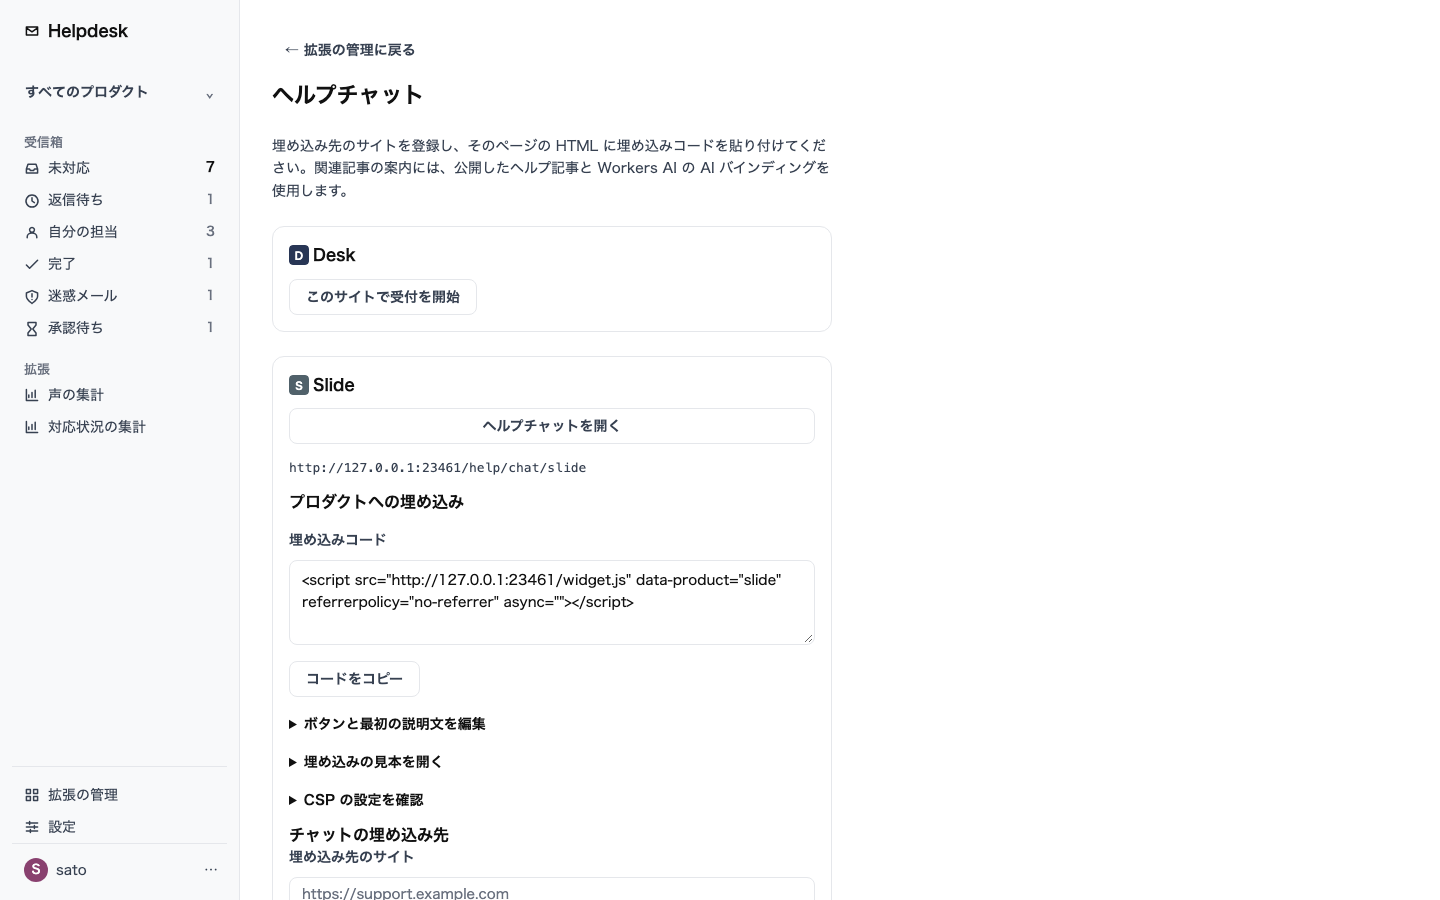 Helpdesk
すべてのプロダクト
受信箱
未対応 7
返信待ち 1
自分の担当 3
完了 1
迷惑メール 1
承認待ち 1
拡張
声の集計
対応状況の集計
拡張の管理
設定
S sato ...
← 拡張の管理に戻る
ヘルプチャット
埋め込み先のサイトを登録し、そのページの HTML に埋め込みコードを貼り付けてくだ
さい。関連記事の案内には、公開したヘルプ記事と Workers AI の AI バインディングを
使用します。
D Desk
このサイトで受付を開始
S Slide
ヘルプチャットを開く
http://127.0.0.1:23461/help/chat/slide
プロダクトへの埋め込み
埋め込みコード
<script src="http://127.0.0.1:23461/widget.js" data-product="slide"
referrerpolicy="no-referrer" async=""></script>
コードをコピー
▶ ボタンと最初の説明文を編集
▶ 埋め込みの見本を開く
▶ CSP の設定を確認
チャットの埋め込み先
埋め込み先のサイト
https://support.example.com